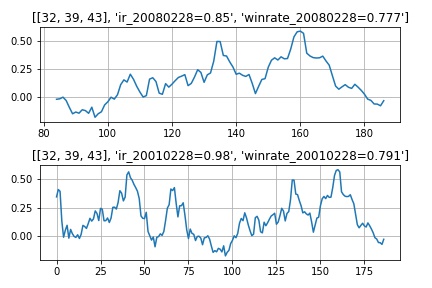 [[32, 39, 43], 'ir_20080228=0.85', 'winrate_20080228=0.777']
0.50
0.25
0.00
80 100 120 140 160 180
[[32, 39, 43], 'ir_20010228=0.98', 'winrate_20010228=0.791']
0.50
0.25
0.00
0 25 50 75 100 125 150 175